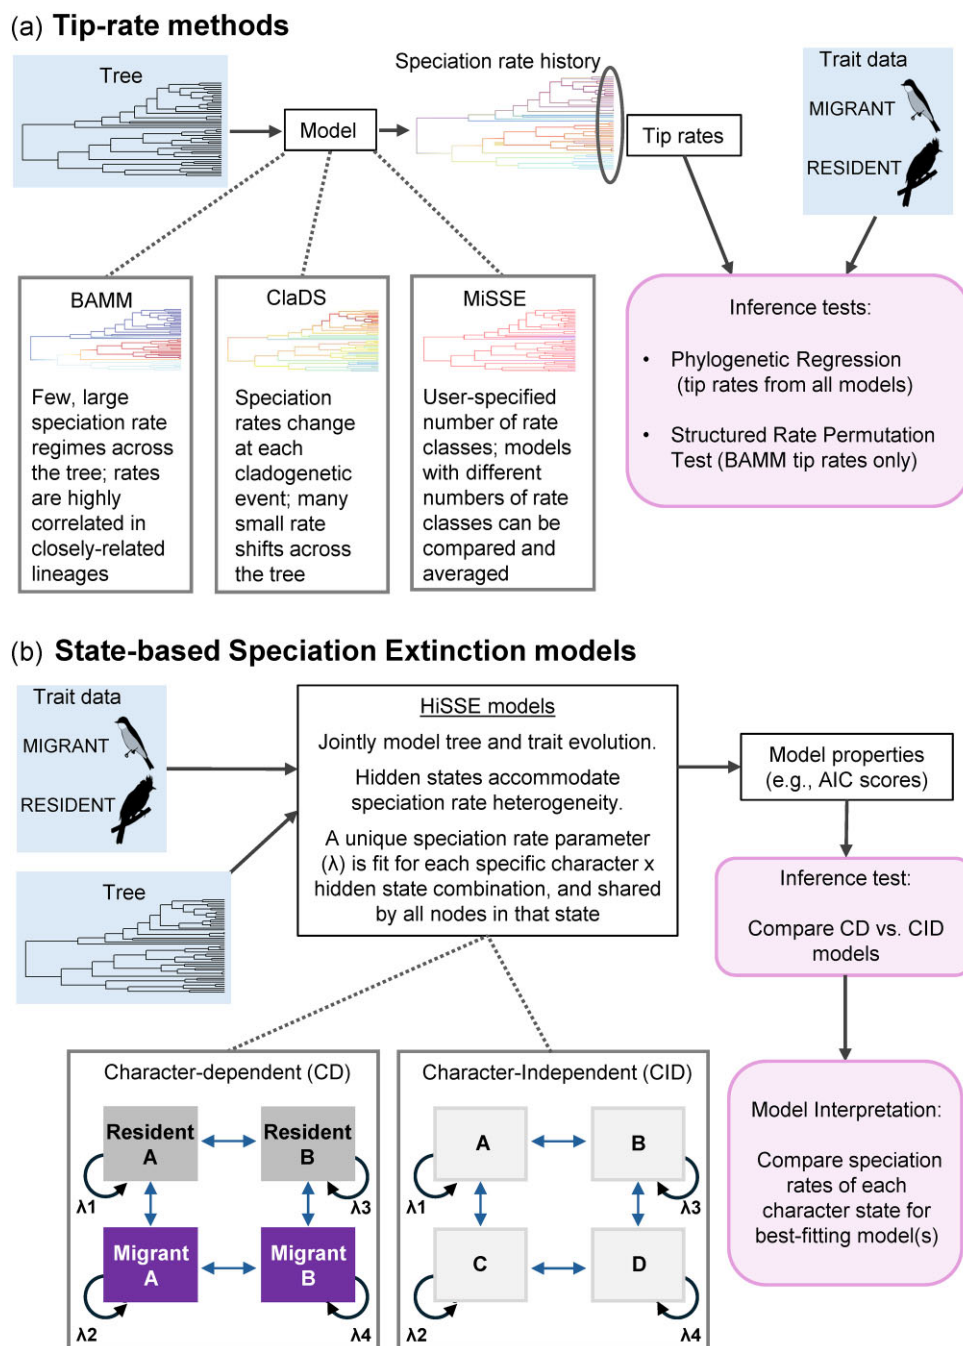 (a) Tip-rate methods
Tree
Model
Speciation rate history
Tip rates
Trait data
MIGRANT
RESIDENT
BAMM
Few, large
speciation rate
regimes across
the tree; rates
are highly
correlated in
closely-related
lineages
ClaDS
Speciation
rates change
at each
cladogenetic
event; many
small rate
shifts across
the tree
MiSSE
User-specified
number of rate
classes; models
with different
numbers of rate
classes can be
compared and
averaged
Inference tests:
• Phylogenetic Regression
(tip rates from all models)
• Structured Rate Permutation
Test (BAMM tip rates only)
(b) State-based Speciation Extinction models
Trait data
MIGRANT
RESIDENT
Tree
HiSSE models
Jointly model tree and trait evolution.
Hidden states accommodate
speciation rate heterogeneity.
A unique speciation rate parameter
(λ) is fit for each specific character x
hidden state combination, and shared
by all nodes in that state
Model properties
(e.g., AIC scores)
Inference test:
Compare CD vs. CID
models
Model Interpretation:
Compare speciation
rates of each
character state for
best-fitting model(s)
Character-dependent (CD)
Resident
A
Resident
B
λ1
λ3
Migrant
A
Migrant
B
λ2
λ4
Character-Independent (CID)
A
B
λ1
λ3
C
D
λ2
λ4